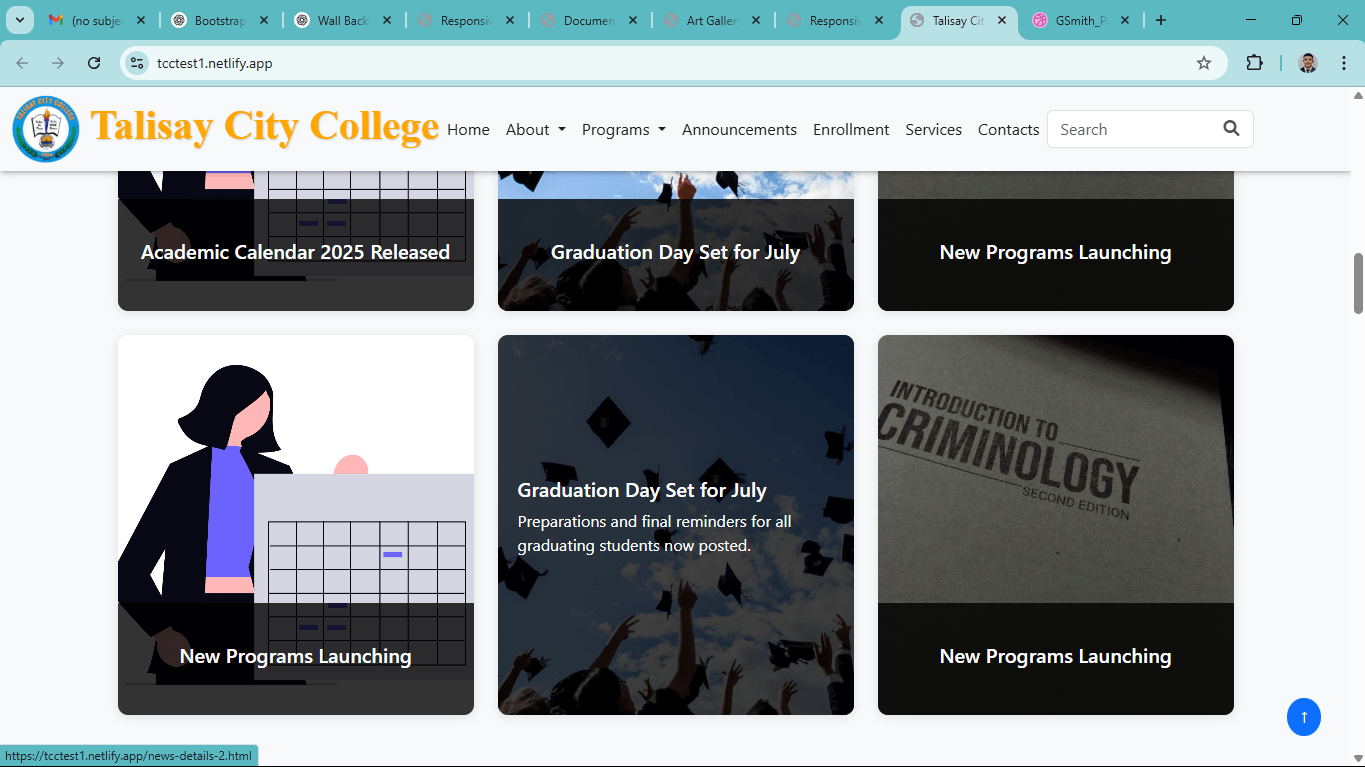 (no subje
Bootstrap
Wall Back
Responsiv
Documen
Art Galler
Responsiv
Talisay Cit
GSmith_P
tcctest1.netlify.app
Talisay City College
Home
About
Programs
Announcements
Enrollment
Services
Contacts
Search
Academic Calendar 2025 Released
Graduation Day Set for July
New Programs Launching
New Programs Launching
Graduation Day Set for July
Preparations and final reminders for all
graduating students now posted.
INTRODUCTION TO
CRIMINOLOGY
SECOND EDITION
New Programs Launching
https://tcctest1.netlify.app/news-details-2.html